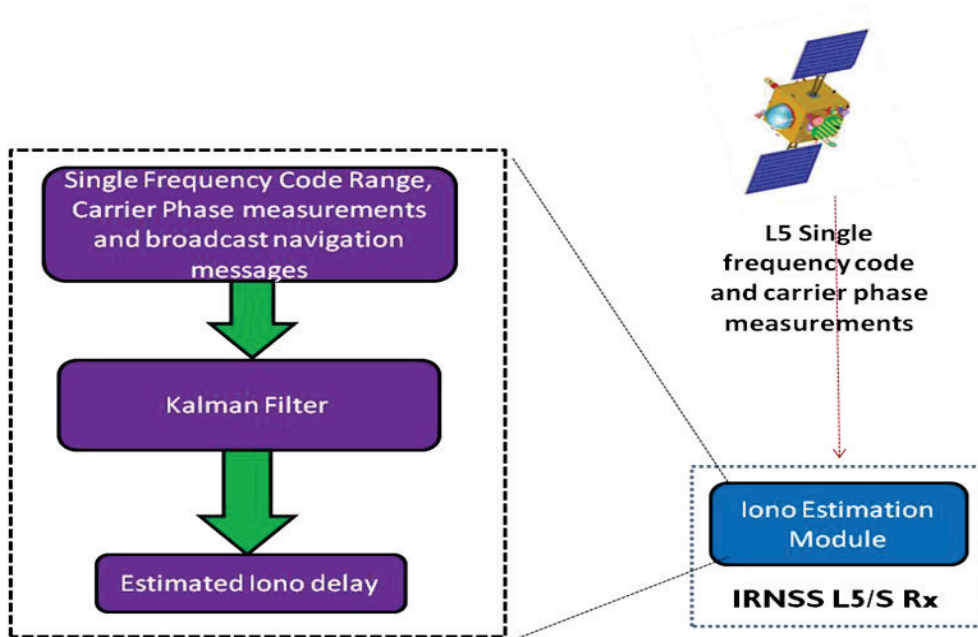 Single Frequency Code Range,
Carrier Phase measurements
and broadcast navigation
messages
Kalman Filter
Estimated Iono delay
L5 Single
frequency code
and carrier phase
measurements
Iono Estimation
Module
IRNSS L5/S Rx